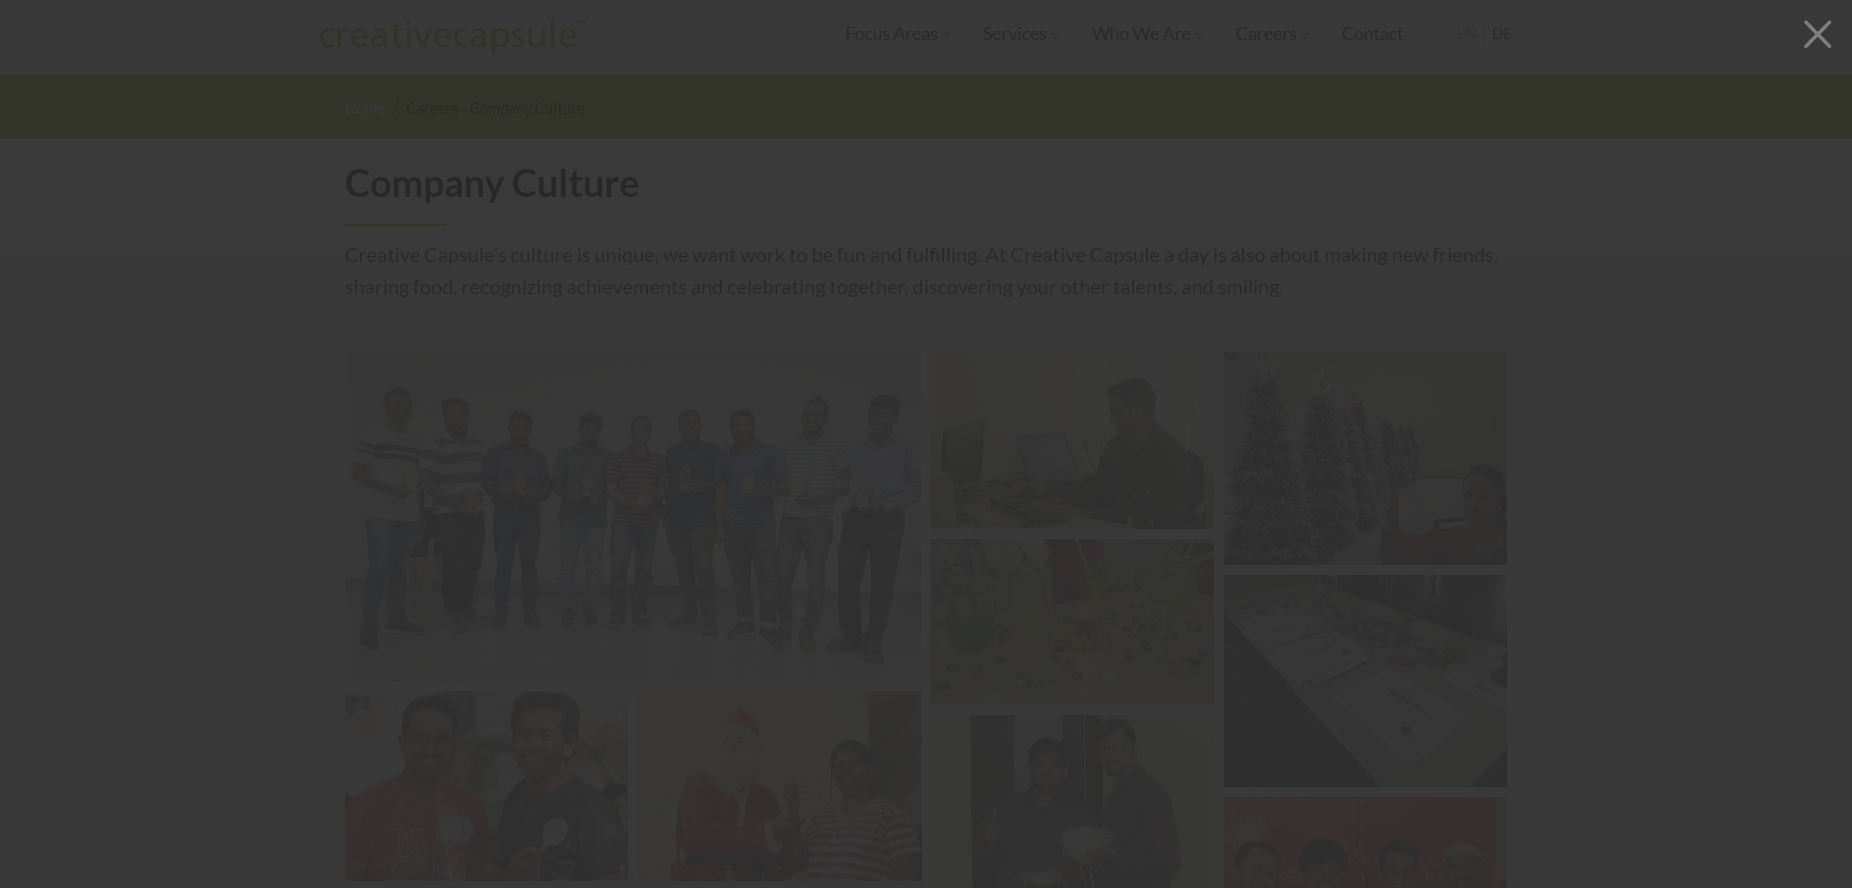 creativecapsule™
Focus Areas
Services
Who We Are
Careers
Contact
EN | DE
Home / Careers - Company Culture
Company Culture
Creative Capsule's culture is unique, we want work to be fun and fulfilling. At Creative Capsule a day is also about making new friends,
sharing food, recognizing achievements and celebrating together, discovering your other talents, and smiling.